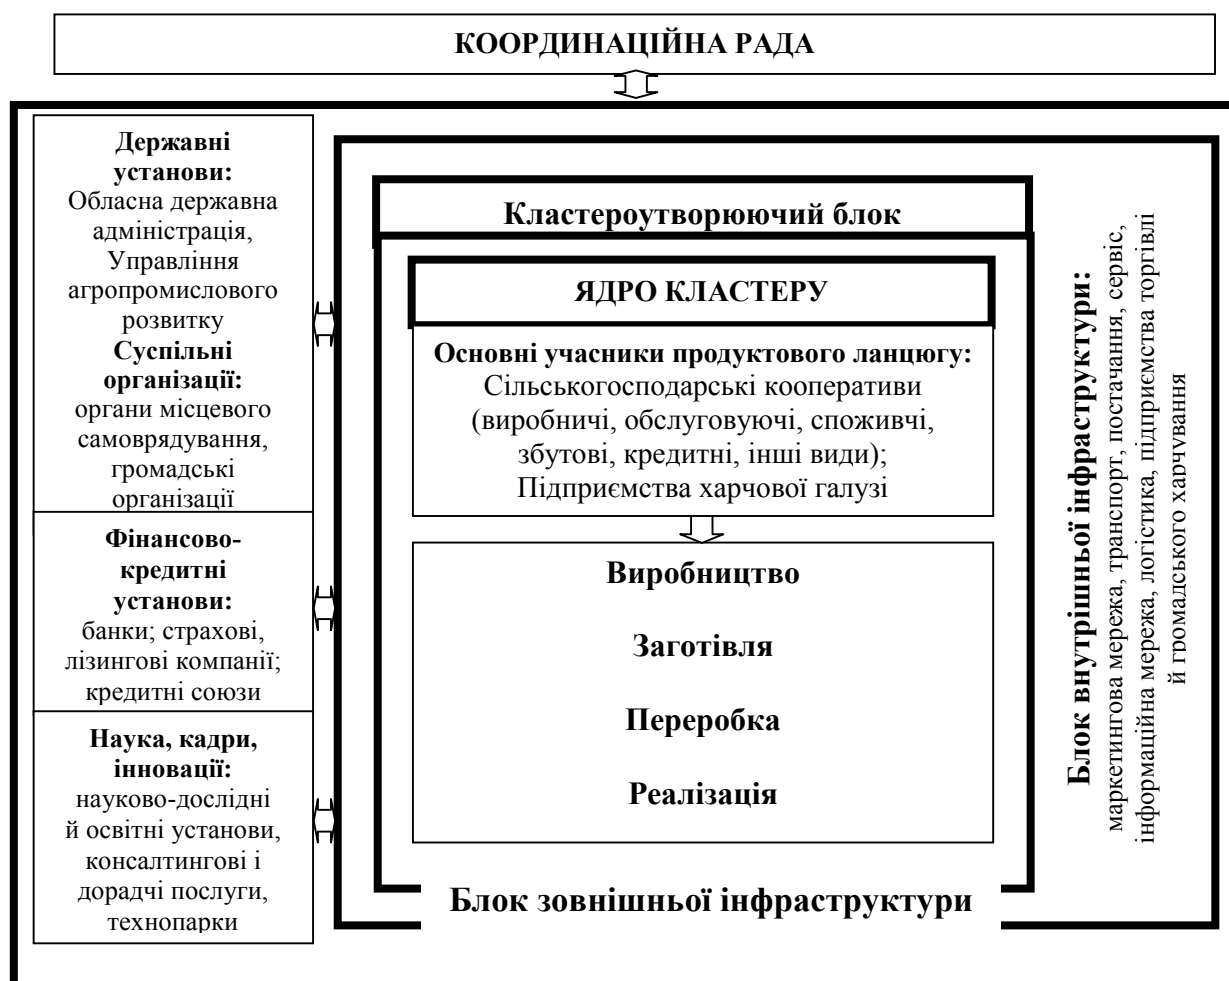 КООРДИНАЦІЙНА РАДА
Державні
установи:
Обласна державна
адміністрація,
Управління
агропромислового
розвитку
Суспільні
організації:
органи місцевого
самоврядування,
громадські
організації
Фінансово-
кредитні
установи:
банки; страхові,
лізингові компанії;
кредитні союзи
Наука, кадри,
інновації:
науково-дослідні
й освітні установи,
консалтингові і
дорадчі послуги,
технопарки
Кластероутворюючий блок
ЯДРО КЛАСТЕРУ
Основні учасники продуктового ланцюгу:
Сільськогосподарські кооперативи
(виробничі, обслуговуючі, споживчі,
збутові, кредитні, інші види);
Підприємства харчової галузі
Виробництво
Заготівля
Переробка
Реалізація
Блок зовнішньої інфраструктури
Блок внутрішньої інфраструктури:
маркетингова мережа, транспорт, постачання, сервіс,
інформаційна мережа, логістика, підприємства торгівлі
й громадського харчування